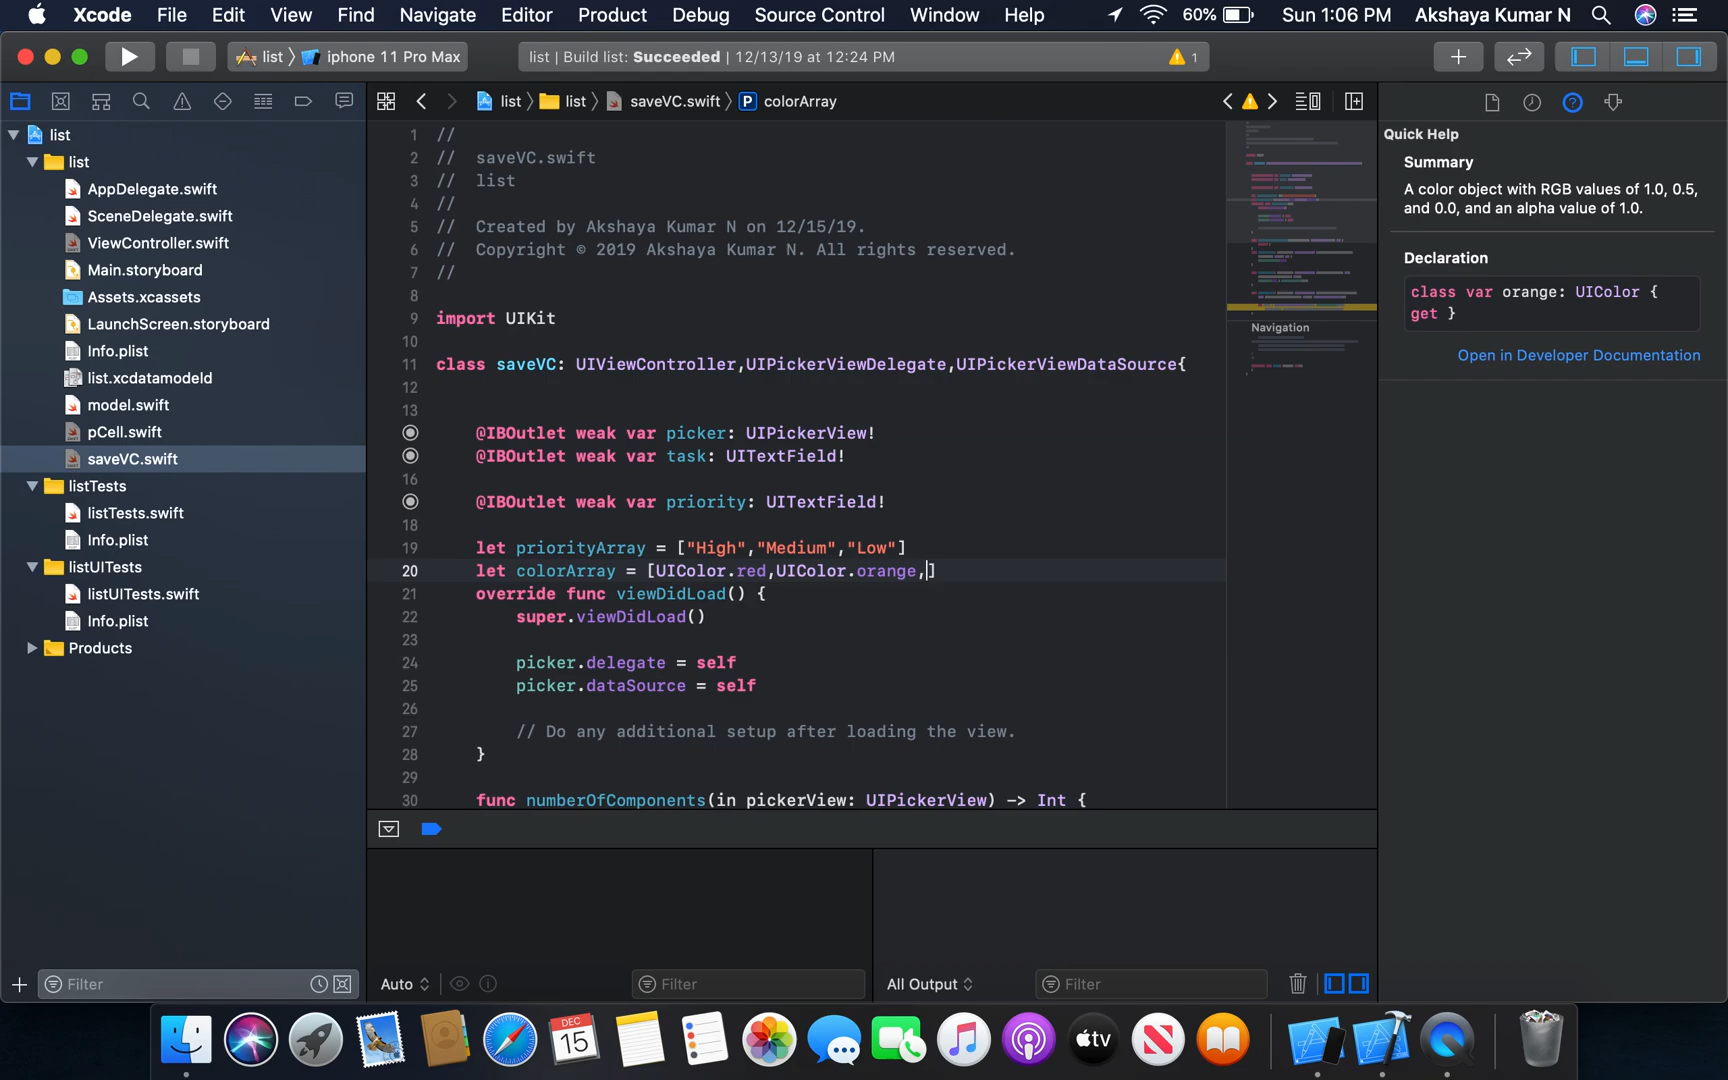 Xcode File Edit View Find Navigate Editor Product Debug Source Control Window Help 60% Sun 1:06 PM Akshaya Kumar N
list 〉 iphone 11 Pro Max
list | Build list: Succeeded | 12/13/19 at 12:24 PM
1
list 〉 list 〉 saveVC.swift 〉 P colorArray
list
list
AppDelegate.swift
SceneDelegate.swift
ViewController.swift
Main.storyboard
Assets.xcassets
LaunchScreen.storyboard
Info.plist
list.xcdatamodeld
model.swift
pCell.swift
saveVC.swift
listTests
listTests.swift
Info.plist
listUITests
listUITests.swift
Info.plist
Products
Filter
1 //
2 // saveVC.swift
3 // list
4 //
5 // Created by Akshaya Kumar N on 12/15/19.
6 // Copyright © 2019 Akshaya Kumar N. All rights reserved.
7 //
8
9 import UIKit
10
11 class saveVC: UIViewController,UIPickerViewDelegate,UIPickerViewDataSource{
12
13
@IBOutlet weak var picker: UIPickerView!
@IBOutlet weak var task: UITextField!
16
@IBOutlet weak var priority: UITextField!
18
19 let priorityArray = ["High","Medium","Low"]
20 let colorArray = [UIColor.red,UIColor.orange,]
21 override func viewDidLoad() {
22 super.viewDidLoad()
23
24 picker.delegate = self
25 picker.dataSource = self
26
27 // Do any additional setup after loading the view.
28 }
29
30 func numberOfComponents(in pickerView: UIPickerView) -> Int {
Navigation
Auto
Filter
All Output
Filter
Quick Help
Summary
A color object with RGB values of 1.0, 0.5,
and 0.0, and an alpha value of 1.0.
Declaration
class var orange: UIColor {
get }
Open in Developer Documentation
DEC
15
tv